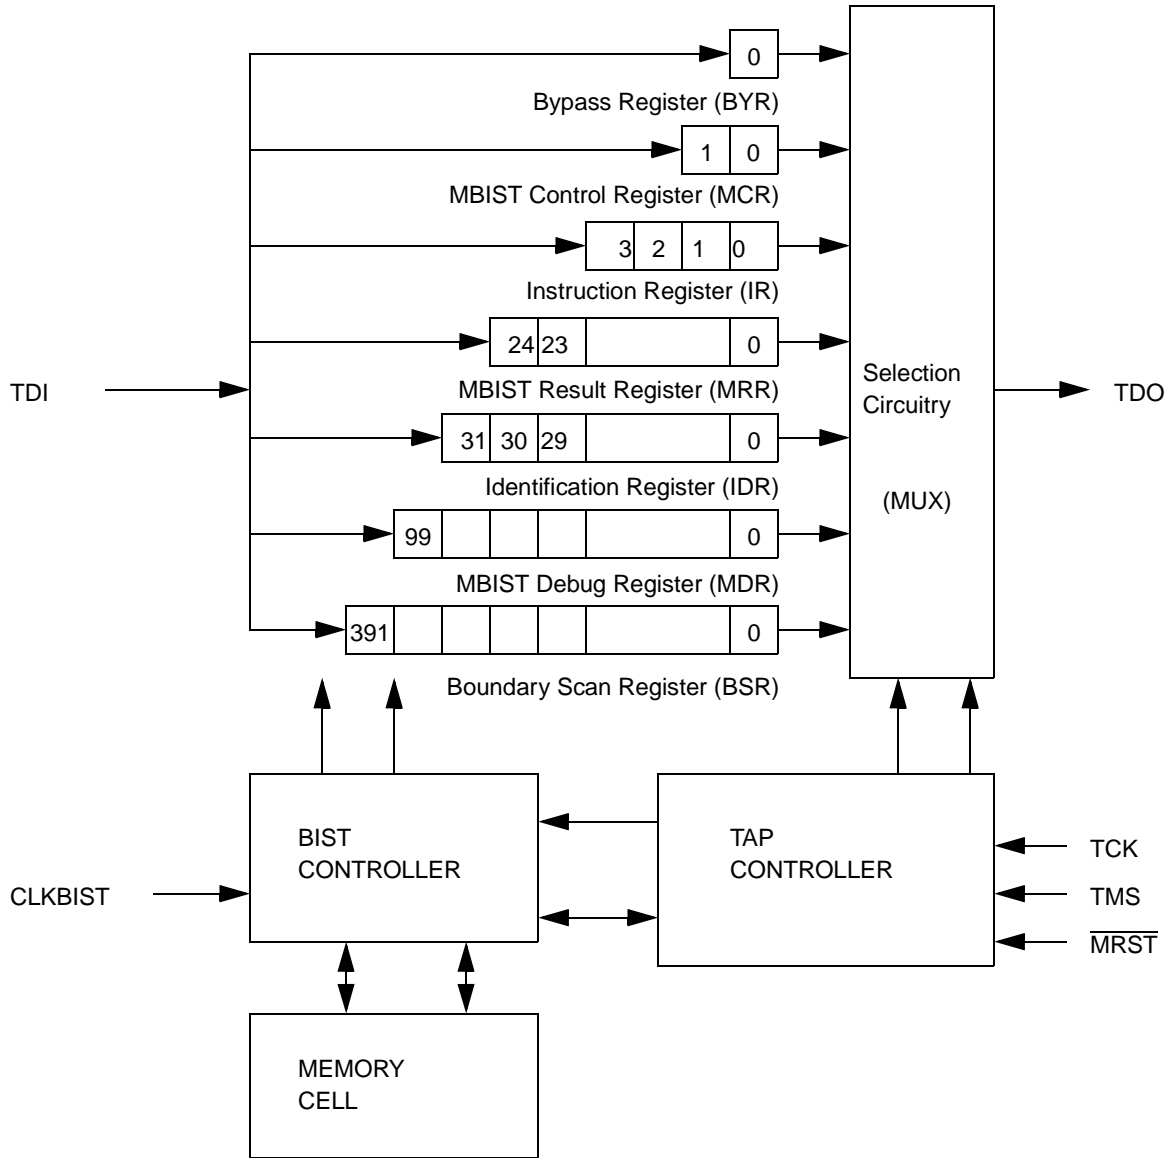 0
Bypass Register (BYR)
1 0
MBIST Control Register (MCR)
3 2 1 0
Instruction Register (IR)
24 23 0
MBIST Result Register (MRR)
TDI
Selection
Circuitry
(MUX)
TDO
31 30 29 0
Identification Register (IDR)
99 0
MBIST Debug Register (MDR)
391 0
Boundary Scan Register (BSR)
BIST
CONTROLLER
TAP
CONTROLLER
TCK
TMS
MRST
CLKBIST
MEMORY
CELL